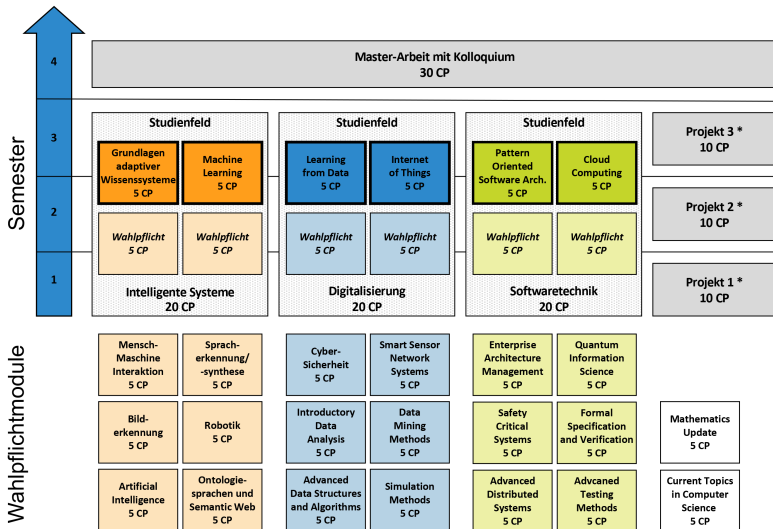 4
Master-Arbeit mit Kolloquium
30 CP
Semester
3
2
1
Studienfeld
Grundlagen
adaptiver
Wissenssysteme
5 CP
Machine
Learning
5 CP
Wahlpflicht
5 CP
Wahlpflicht
5 CP
Intelligente Systeme
20 CP
Studienfeld
Learning
from Data
5 CP
Internet
of Things
5 CP
Wahlpflicht
5 CP
Wahlpflicht
5 CP
Digitalisierung
20 CP
Studienfeld
Pattern
Oriented
Software Arch.
5 CP
Cloud
Computing
5 CP
Wahlpflicht
5 CP
Wahlpflicht
5 CP
Softwaretechnik
20 CP
Projekt 3 *
10 CP
Projekt 2 *
10 CP
Projekt 1 *
10 CP
Wahlpflichtmodule
Mensch-
Maschine
Interaktion
5 CP
Sprach-
erkennung/
-synthese
5 CP
Cyber-
Sicherheit
5 CP
Smart Sensor
Network
Systems
5 CP
Enterprise
Architecture
Management
5 CP
Quantum
Information
Science
5 CP
Bild-
erkennung
5 CP
Robotik
5 CP
Introductory
Data
Analysis
5 CP
Data
Mining
Methods
5 CP
Safety
Critical
Systems
5 CP
Formal
Specification
and Verification
5 CP
Mathematics
Update
5 CP
Artificial
Intelligence
5 CP
Ontologie-
sprachen und
Semantic Web
5 CP
Advanced
Data Structures
and Algorithms
5 CP
Simulation
Methods
5 CP
Advanced
Distributed
Systems
5 CP
Advcaned
Testing
Methods
5 CP
Current Topics
in Computer
Science
5 CP